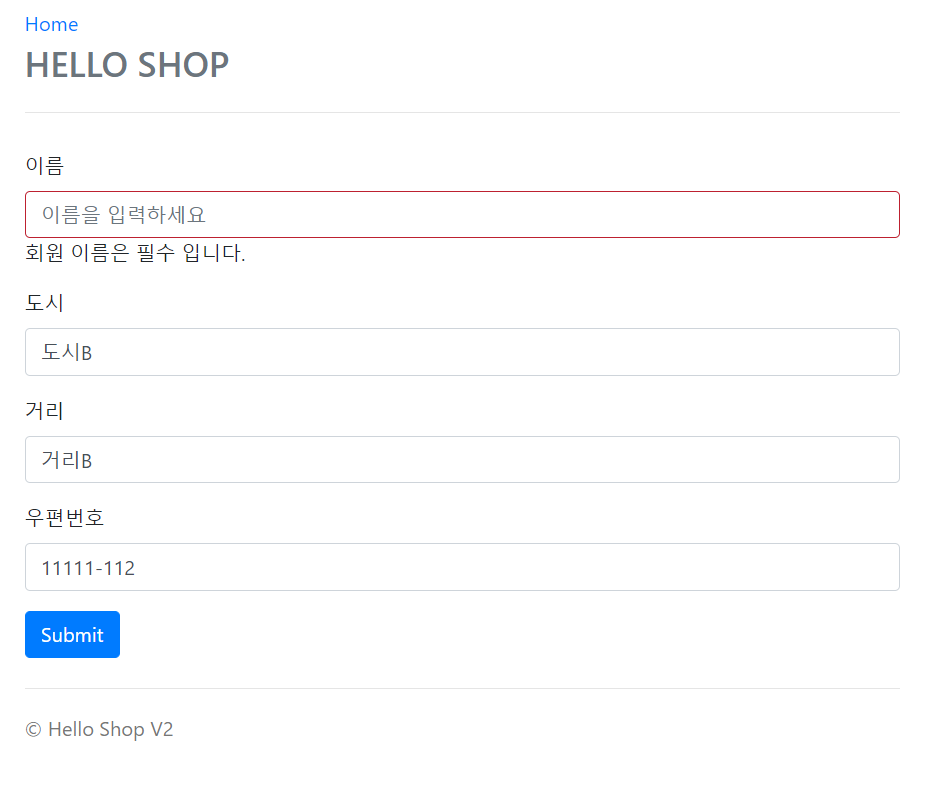 Home
HELLO SHOP
이름
이름을 입력하세요
회원 이름은 필수 입니다.
도시
도시B
거리
거리B
우편번호
11111-112
Submit
© Hello Shop V2